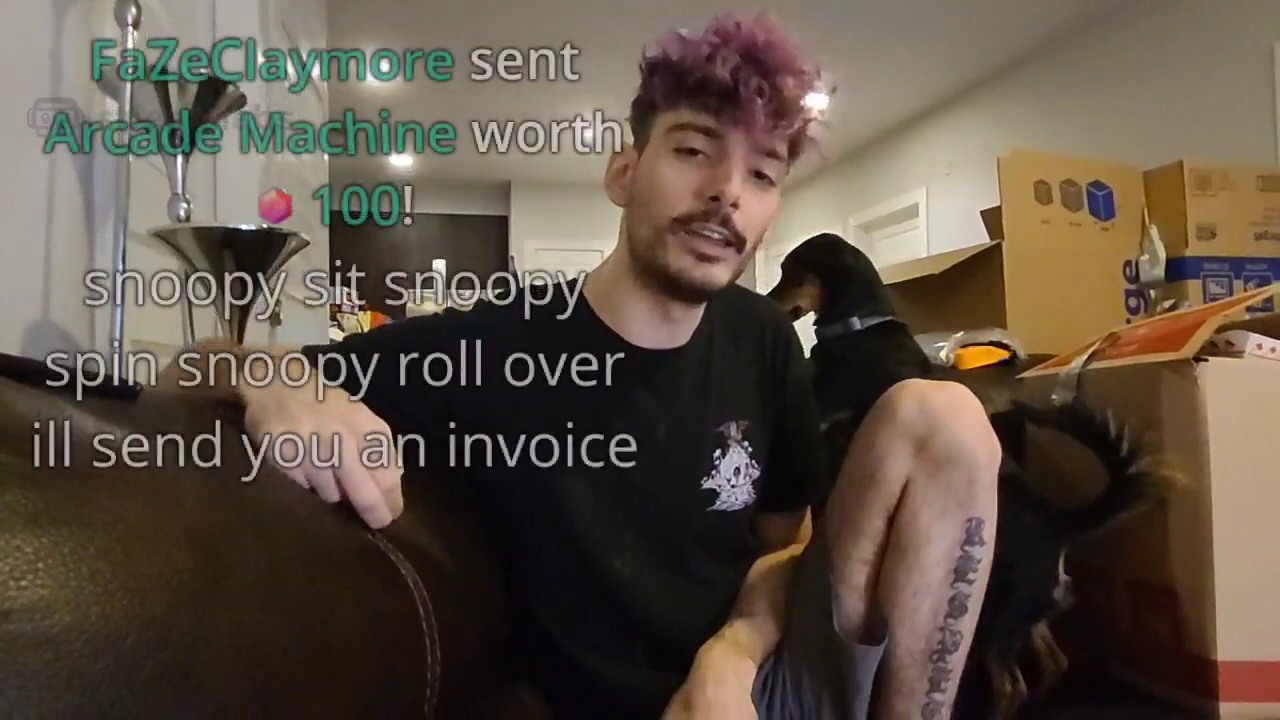 FaZeClaymore sent
Arcade Machine worth
100!
snoopy sit snoopy
spin snoopy roll over
ill send you an invoice